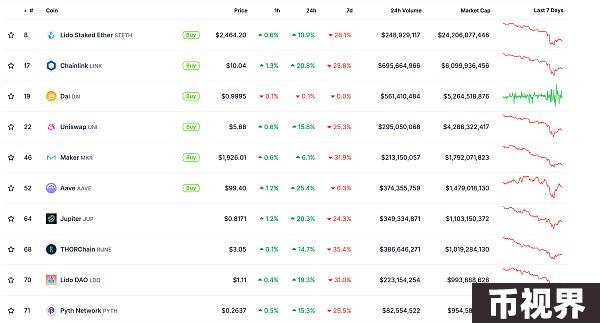 # Coin Price 1h 24h 7d 24h Volume Market Cap Last 7 Days
8 Lido Staked Ether STETH Buy $2,464.20 0.6% 10.9% 26.1% $248,929,117 $24,206,077,446
17 Chainlink LINK Buy $10.04 1.3% 20.8% 25.8% $695,664,966 $6,099,936,456
19 Dai DAI Buy $0.9995 0.1% 0.1% 0.0% $561,410,484 $5,264,518,876
22 Uniswap UNI Buy $5.68 0.6% 15.8% 25.3% $295,050,068 $4,286,322,417
46 Maker MKR Buy $1,926.01 0.6% 6.1% 31.9% $213,150,057 $1,792,071,823
52 Aave AAVE Buy $99.40 1.2% 25.4% 6.3% $374,355,759 $1,479,018,130
64 Jupiter JUP $0.8171 1.2% 20.3% 24.3% $349,334,871 $1,103,150,372
68 THORChain RUNE $3.05 0.1% 14.7% 35.4% $386,646,271 $1,019,284,130
70 Lido DAO LDO $1.11 0.4% 19.3% 31.0% $223,154,254 $993,888,628
71 Pyth Network PYTH $0.2637 0.5% 15.3% 29.5% $82,554,522
币视界